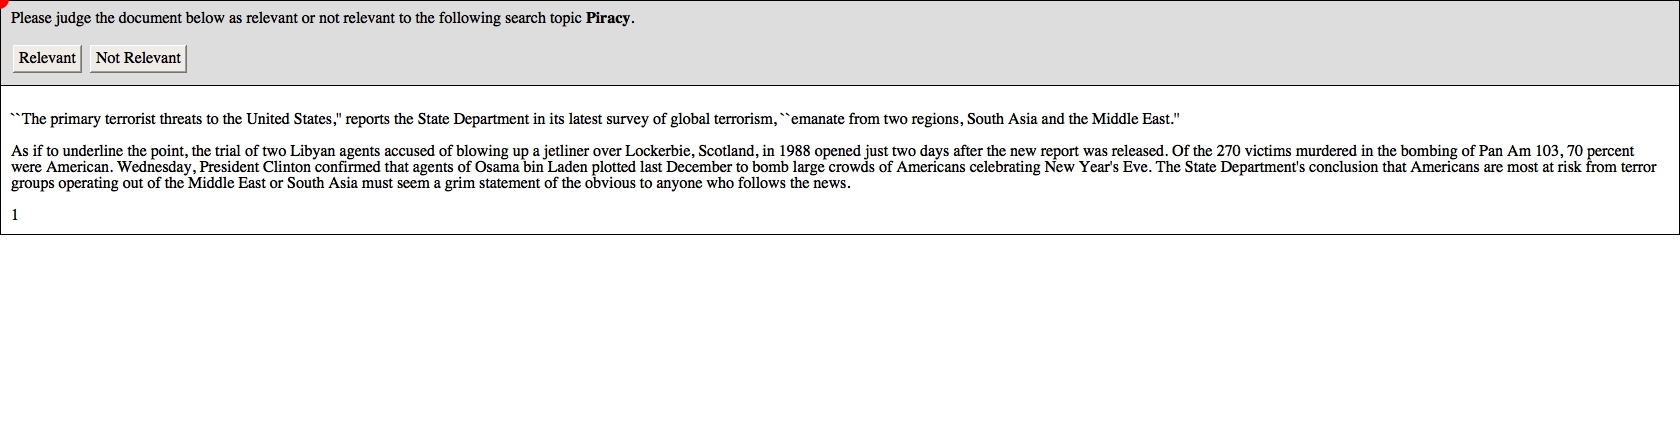 Please judge the document below as relevant or not relevant to the following search topic Piracy.
Relevant Not Relevant
``The primary terrorist threats to the United States,'' reports the State Department in its latest survey of global terrorism, ``emanate from two regions, South Asia and the Middle East.''
As if to underline the point, the trial of two Libyan agents accused of blowing up a jetliner over Lockerbie, Scotland, in 1988 opened just two days after the new report was released. Of the 270 victims murdered in the bombing of Pan Am 103, 70 percent
were American. Wednesday, President Clinton confirmed that agents of Osama bin Laden plotted last December to bomb large crowds of Americans celebrating New Year's Eve. The State Department's conclusion that Americans are most at risk from terror
groups operating out of the Middle East or South Asia must seem a grim statement of the obvious to anyone who follows the news.
1